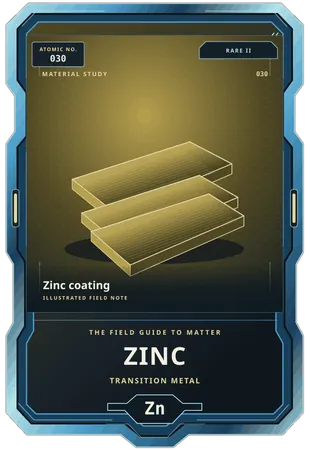 ATOMIC NO.
030
RARE II
MATERIAL STUDY
030
Zinc coating
ILLUSTRATED FIELD NOTE
THE FIELD GUIDE TO MATTER
ZINC
TRANSITION METAL
Zn